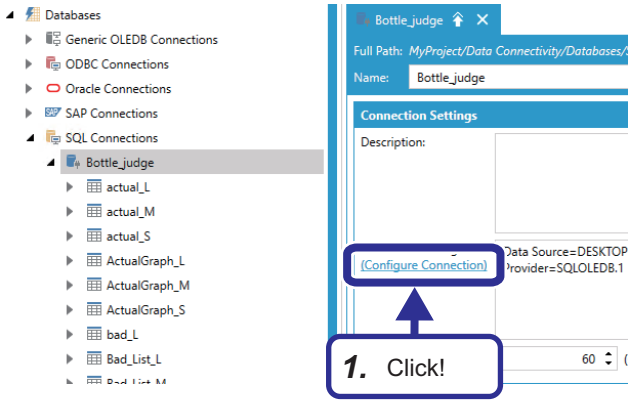 Databases
Generic OLEDB Connections
ODBC Connections
Oracle Connections
SAP Connections
SQL Connections
Bottle_judge
actual_L
actual_M
actual_S
ActualGraph_L
ActualGraph_M
ActualGraph_S
bad_L
Bad_List_L
Bad_List_M
Bottle_judge
Full Path: MyProject/Data Connectivity/Databases/S
Name: Bottle_judge
Connection Settings
Description:
(Configure Connection)
Data Source=DESKTOP
Provider=SQLOLEDB.1
60 (
1. Click!